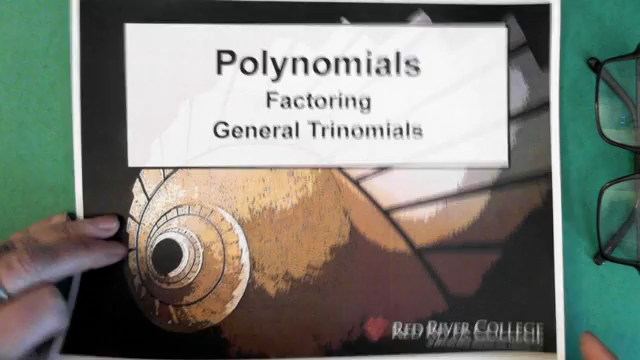 Polynomials
Factoring
General Trinomials
RED RIVER COLLEGE